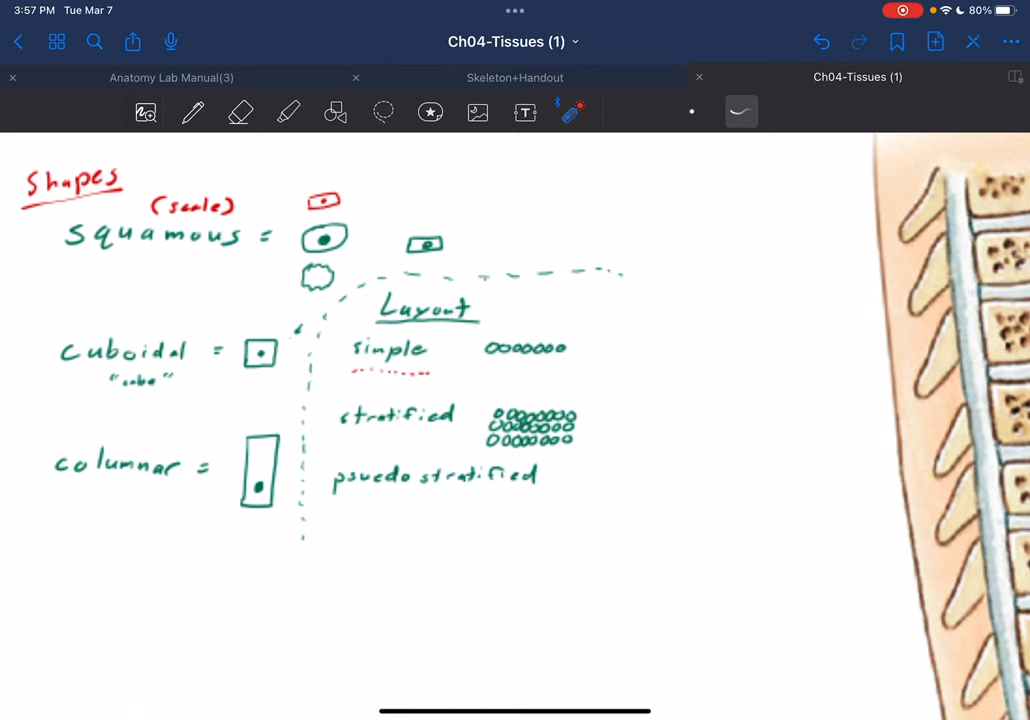 3:57 PM Tue Mar 7
80%
Ch04-Tissues (1)
Anatomy Lab Manual(3)
Skeleton+Handout
Ch04-Tissues (1)
T
Shapes
(scale)
Squamous =
Layout
cuboidal =
"cube"
simple
stratified
columnar =
psuedo stratified